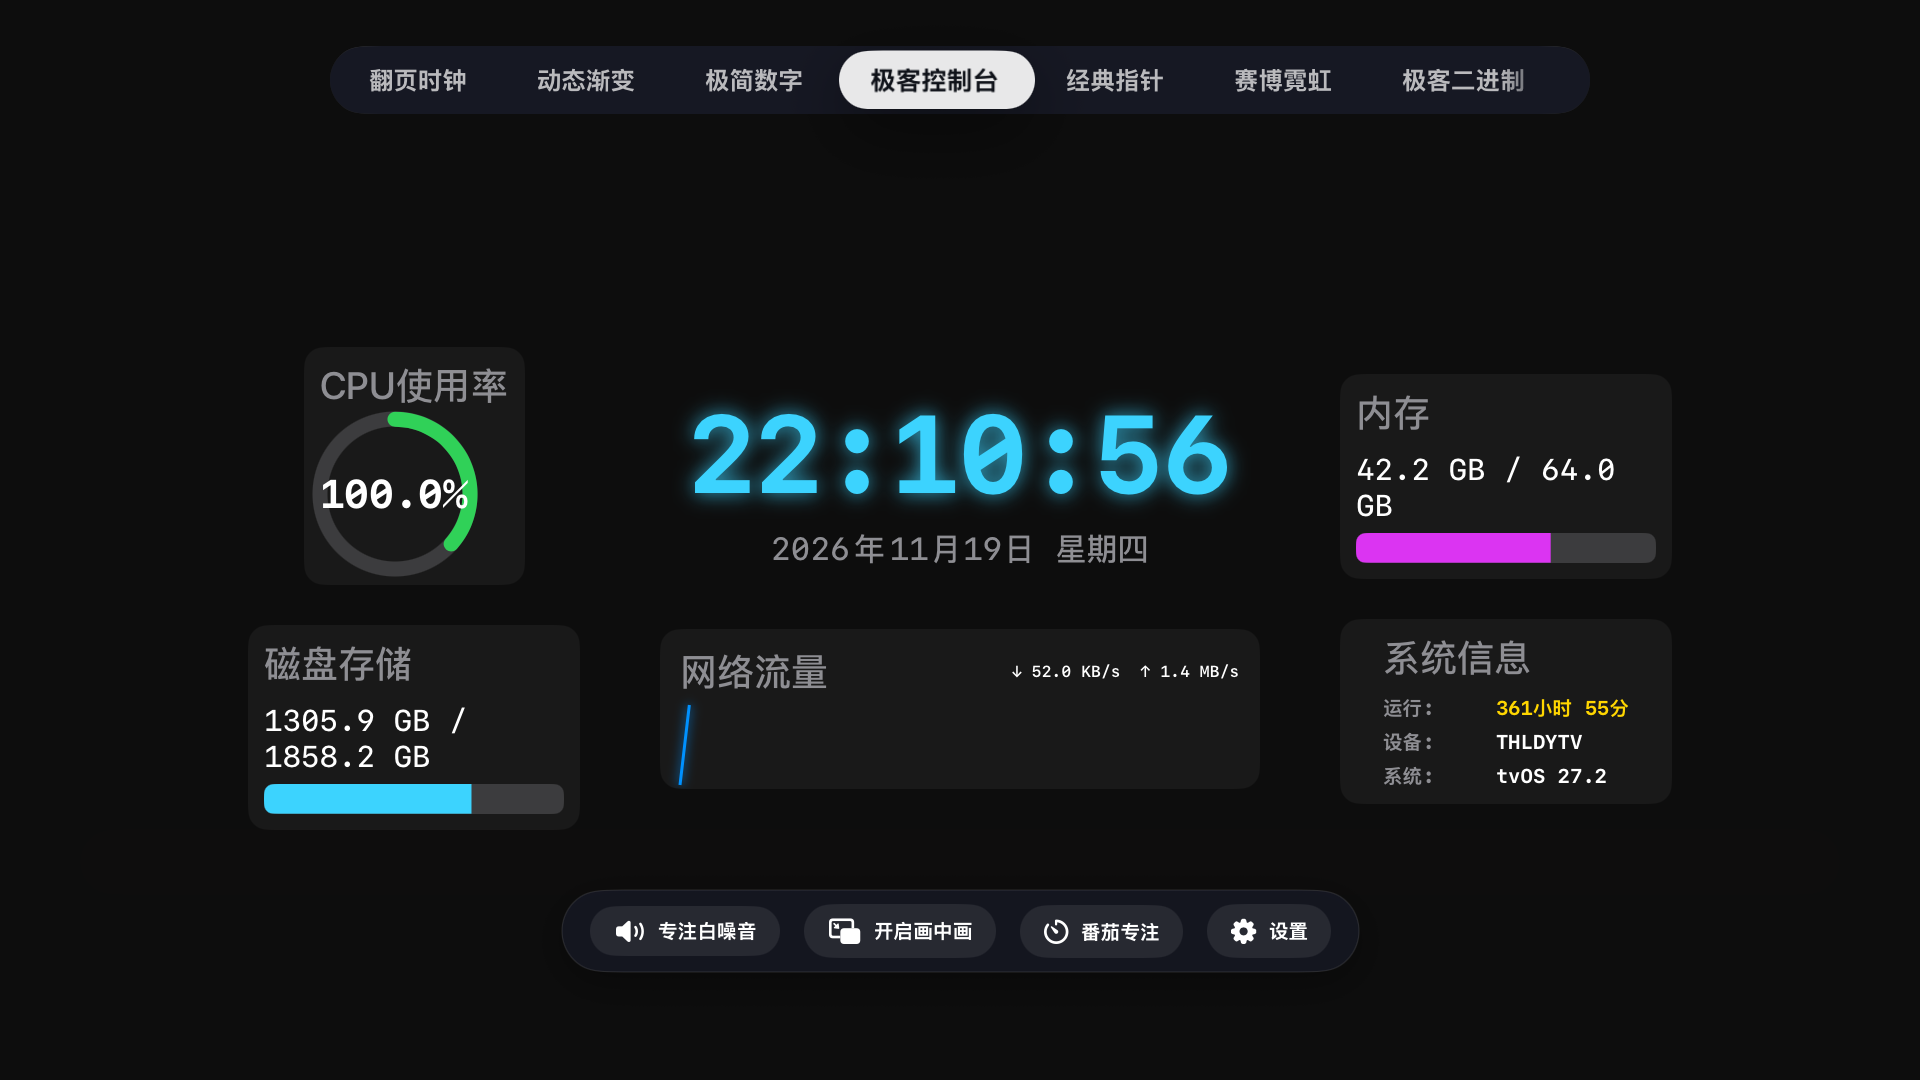 翻页时钟
动态渐变
极简数字
极客控制台
经典指针
赛博霓虹
极客二进制
CPU使用率
100.0%
22:10:56
2026年11月19日 星期四
内存
42.2 GB / 64.0
GB
磁盘存储
1305.9 GB /
1858.2 GB
网络流量
↓ 52.0 KB/s ↑ 1.4 MB/s
系统信息
运行: 361小时 55分
设备: THLDYTV
系统: tvOS 27.2
专注白噪音
开启画中画
番茄专注
设置